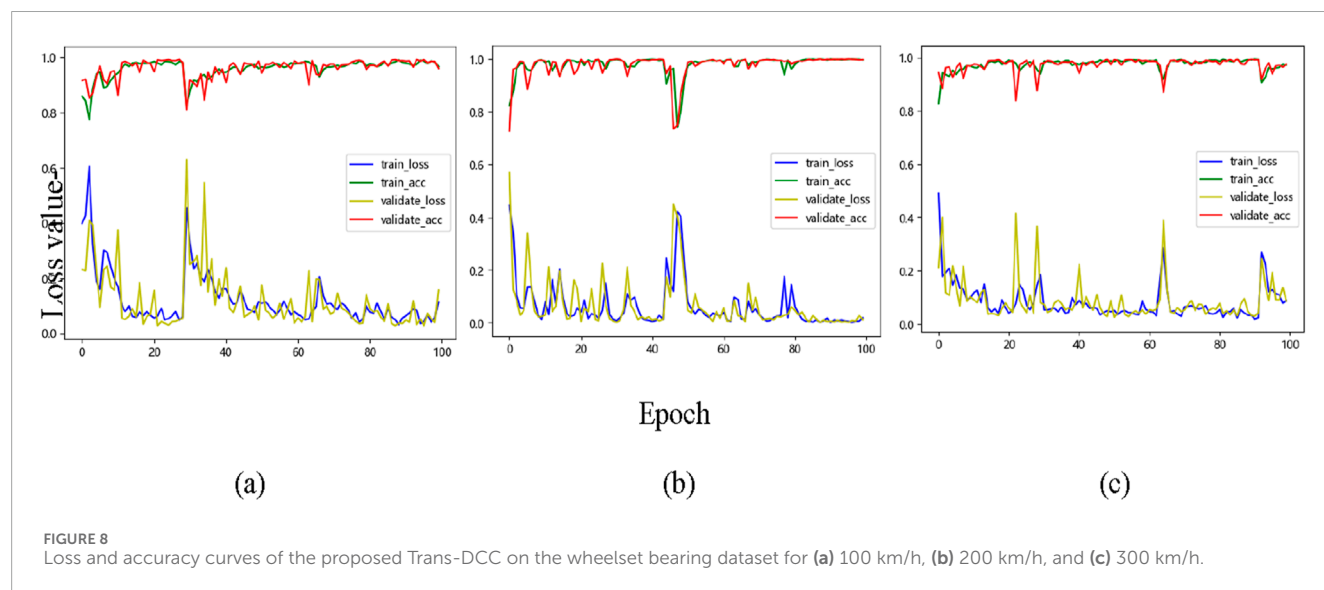 Loss value-
1.0
0.8
0.6
0.4
0.2
0.0
0 20 40 60 80 100
train_loss
train_acc
validate_loss
validate_acc
1.0
0.8
0.6
0.4
0.2
0.0
0 20 40 60 80 100
train_loss
train_acc
validate_loss
validate_acc
1.0
0.8
0.6
0.4
0.2
0.0
0 20 40 60 80 100
train_loss
train_acc
validate_loss
validate_acc
Epoch
(a) (b) (c)
FIGURE 8
Loss and accuracy curves of the proposed Trans-DCC on the wheelset bearing dataset for (a) 100 km/h, (b) 200 km/h, and (c) 300 km/h.